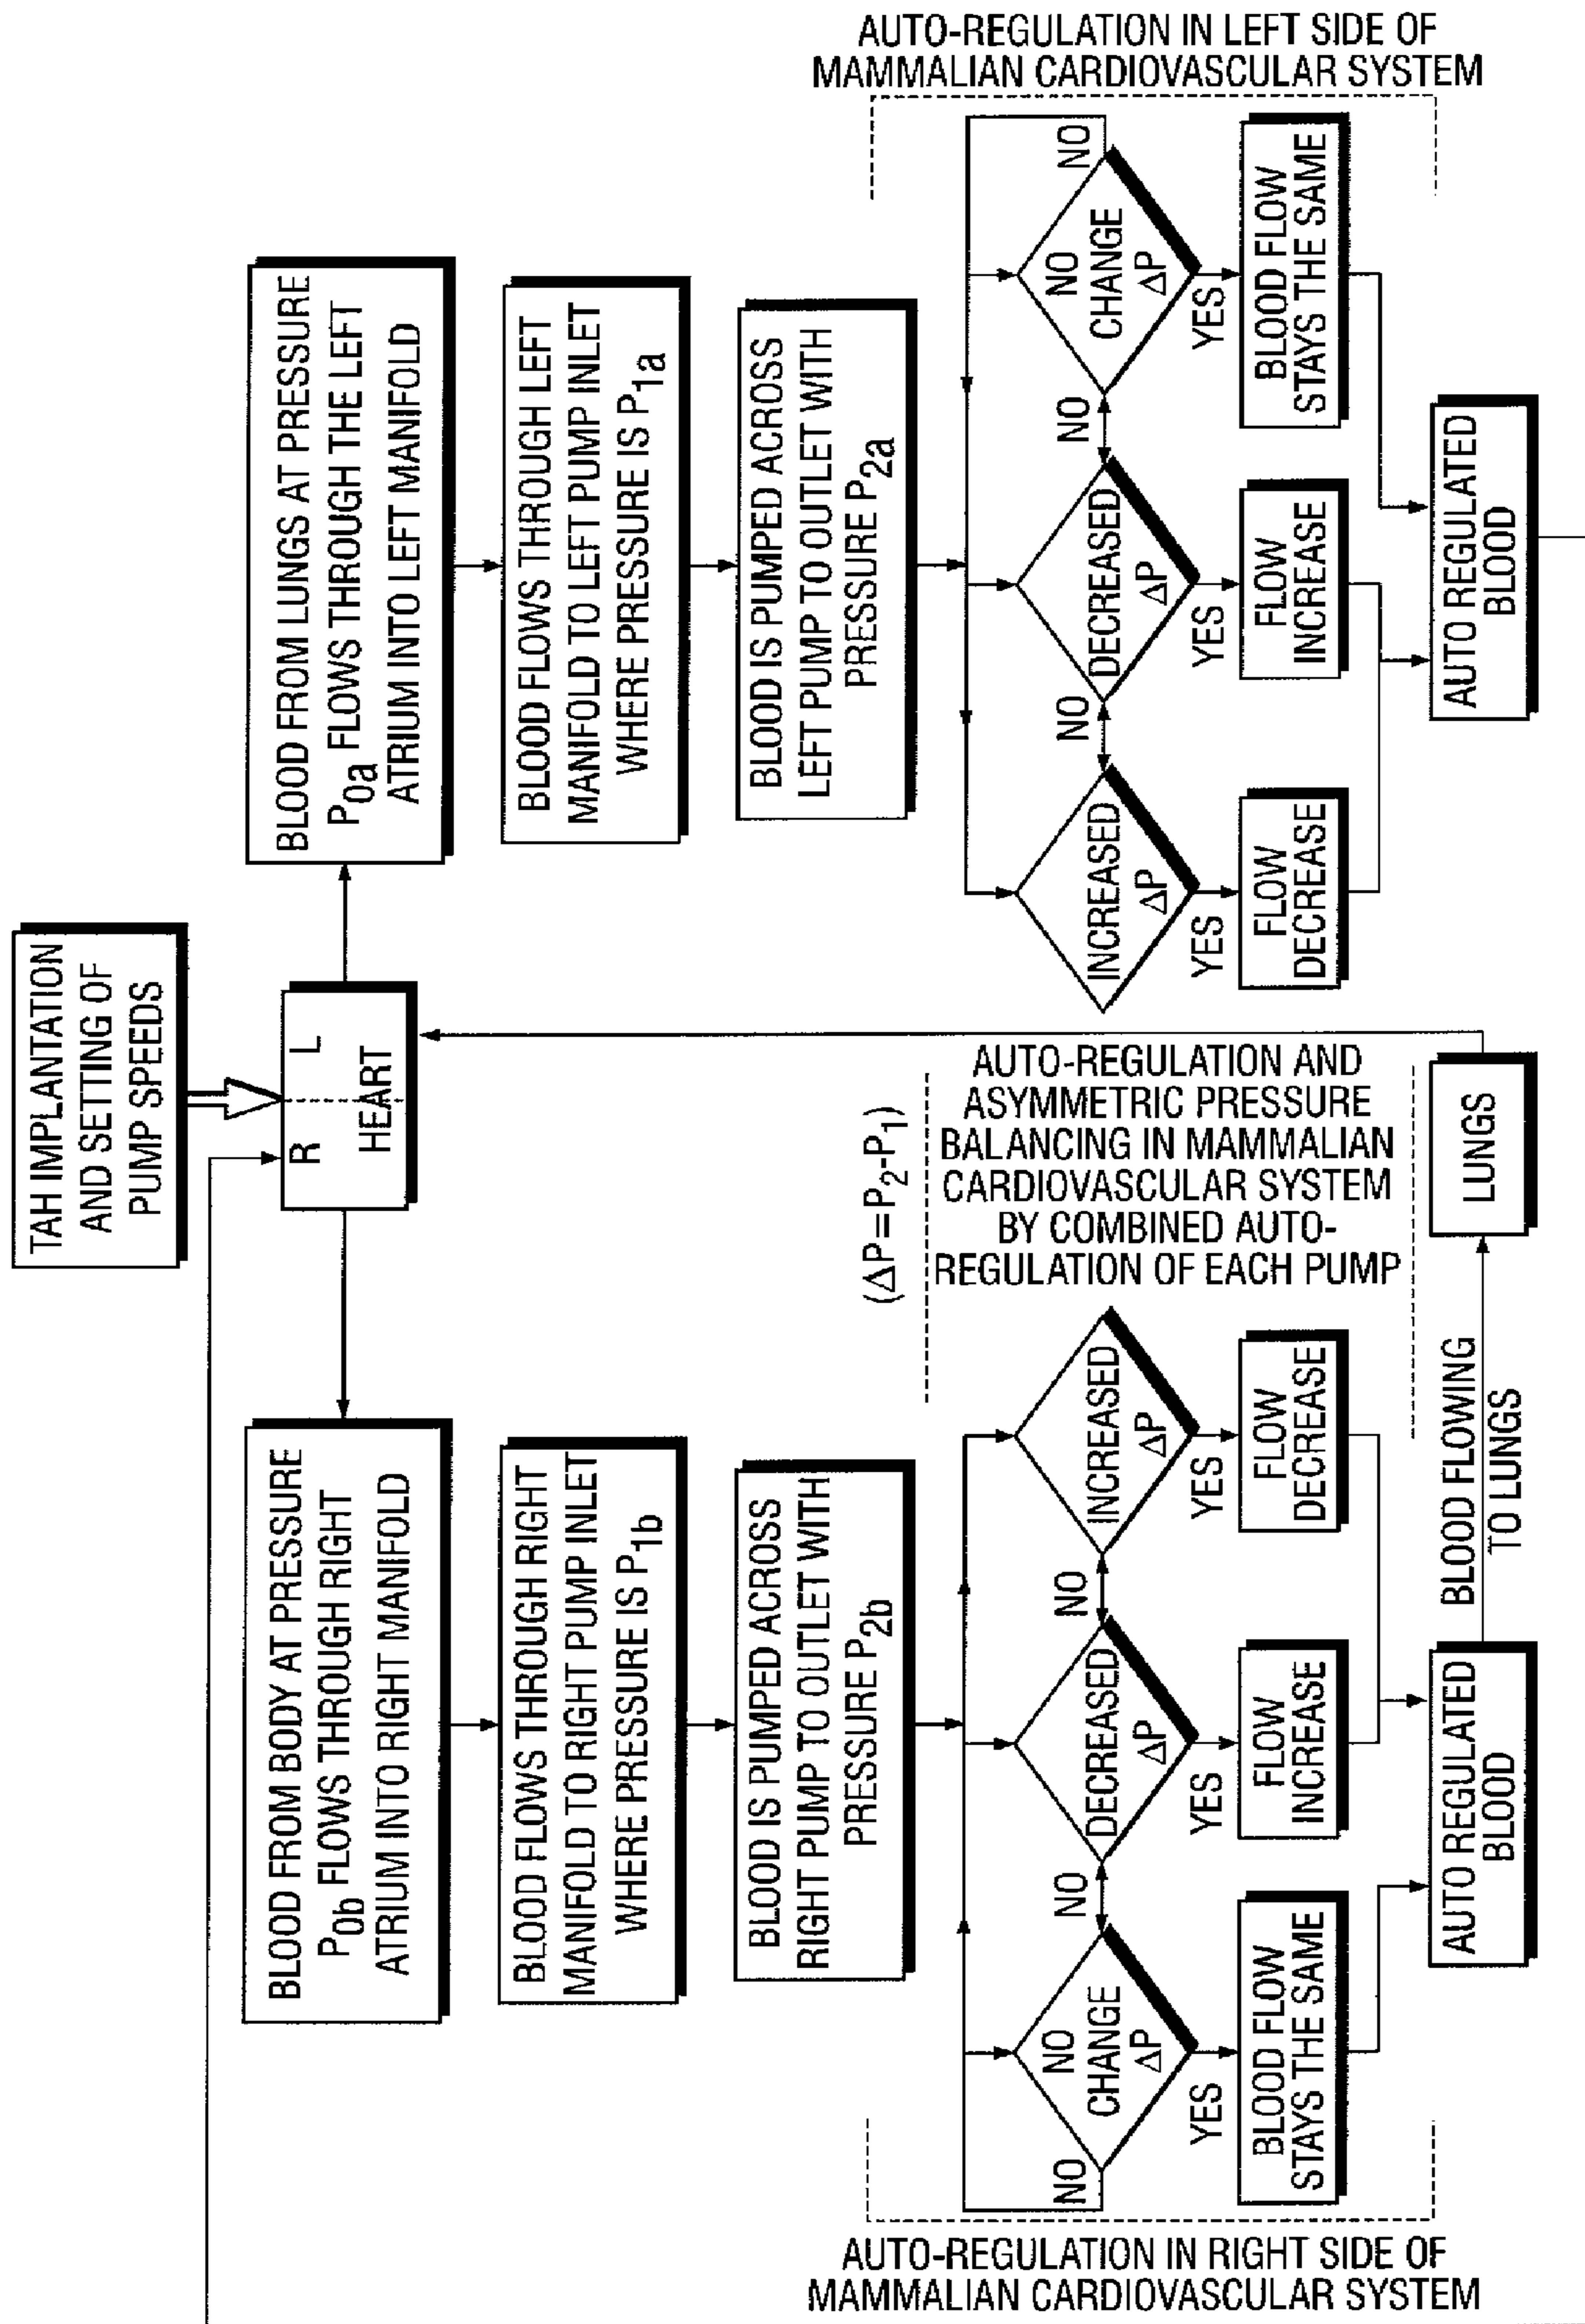 TAH IMPLANTATION
AND SETTING OF
PUMP SPEEDS
R L
HEART
BLOOD FROM BODY AT PRESSURE
P0b FLOWS THROUGH RIGHT
ATRIUM INTO RIGHT MANIFOLD
BLOOD FLOWS THROUGH RIGHT
MANIFOLD TO RIGHT PUMP INLET
WHERE PRESSURE IS P1b
BLOOD IS PUMPED ACROSS
RIGHT PUMP TO OUTLET WITH
PRESSURE P2b
NO
NO
CHANGE
ΔP
YES
NO
DECREASED
ΔP
YES
NO
INCREASED
ΔP
YES
BLOOD FLOW
STAYS THE SAME
FLOW
INCREASE
FLOW
DECREASE
AUTO REGULATED
BLOOD
BLOOD FLOWING
TO LUNGS
LUNGS
AUTO-REGULATION IN RIGHT SIDE OF
MAMMALIAN CARDIOVASCULAR SYSTEM
(ΔP=P2-P1)
AUTO-REGULATION AND
ASYMMETRIC PRESSURE
BALANCING IN MAMMALIAN
CARDIOVASCULAR SYSTEM
BY COMBINED AUTO-
REGULATION OF EACH PUMP
BLOOD FROM LUNGS AT PRESSURE
P0a FLOWS THROUGH THE LEFT
ATRIUM INTO LEFT MANIFOLD
BLOOD FLOWS THROUGH LEFT
MANIFOLD TO LEFT PUMP INLET
WHERE PRESSURE IS P1a
BLOOD IS PUMPED ACROSS
LEFT PUMP TO OUTLET WITH
PRESSURE P2a
INCREASED
ΔP
YES
NO
DECREASED
ΔP
YES
NO
NO
CHANGE
ΔP
YES
NO
FLOW
DECREASE
FLOW
INCREASE
BLOOD FLOW
STAYS THE SAME
AUTO REGULATED
BLOOD
AUTO-REGULATION IN LEFT SIDE OF
MAMMALIAN CARDIOVASCULAR SYSTEM